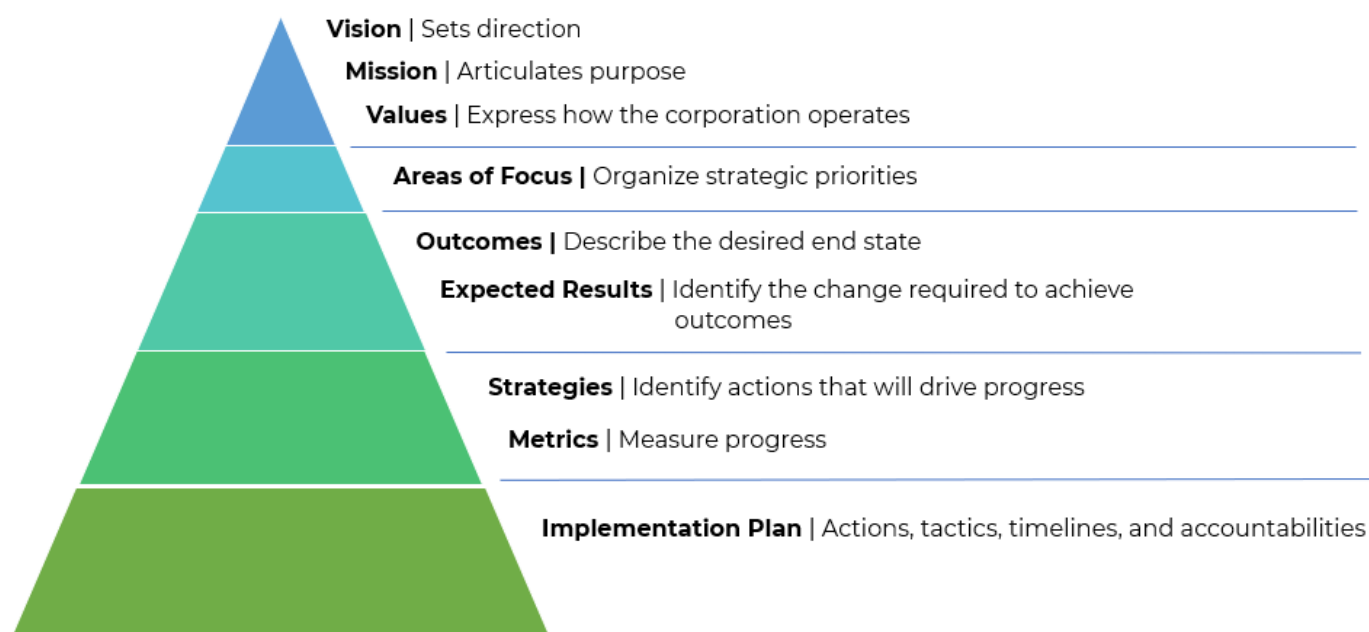 Vision | Sets direction
Mission | Articulates purpose
Values | Express how the corporation operates
Areas of Focus | Organize strategic priorities
Outcomes | Describe the desired end state
Expected Results | Identify the change required to achieve
outcomes
Strategies | Identify actions that will drive progress
Metrics | Measure progress
Implementation Plan | Actions, tactics, timelines, and accountabilities